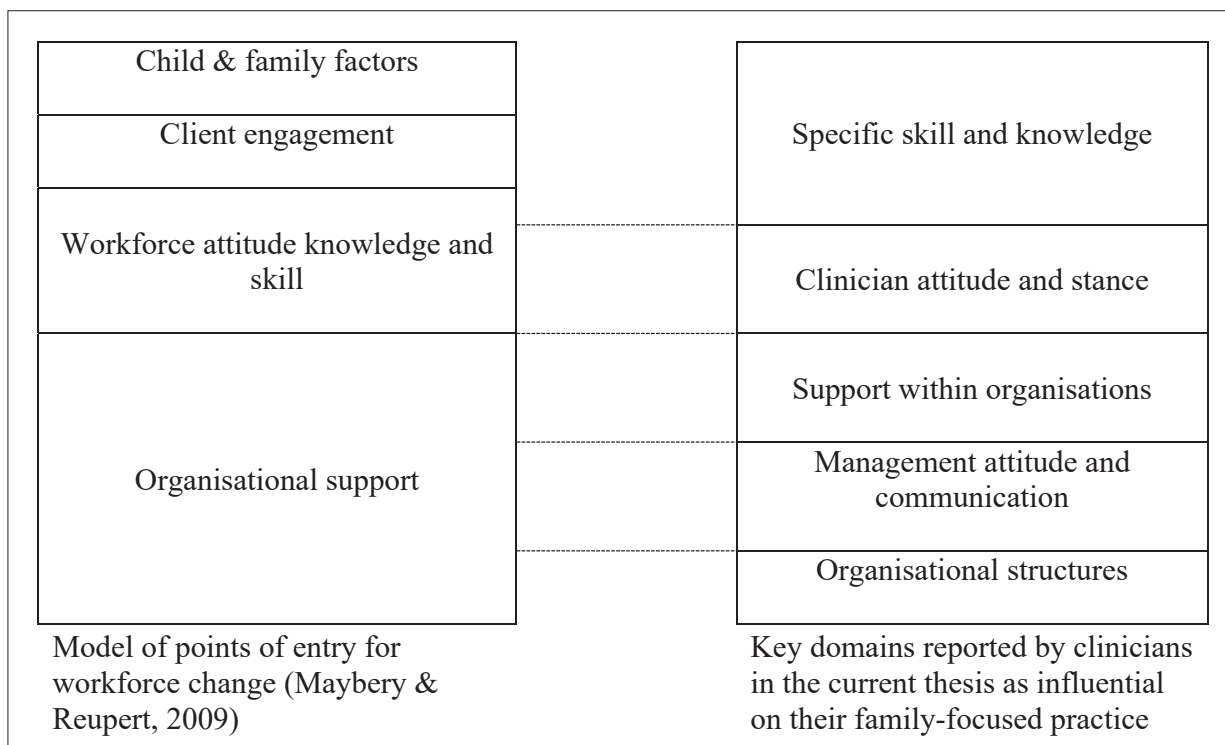 Child & family factors
Client engagement
Workforce attitude knowledge and
skill
Organisational support
Model of points of entry for
workforce change (Maybery &
Reupert, 2009)
Specific skill and knowledge
Clinician attitude and stance
Support within organisations
Management attitude and
communication
Organisational structures
Key domains reported by clinicians
in the current thesis as influential
on their family-focused practice